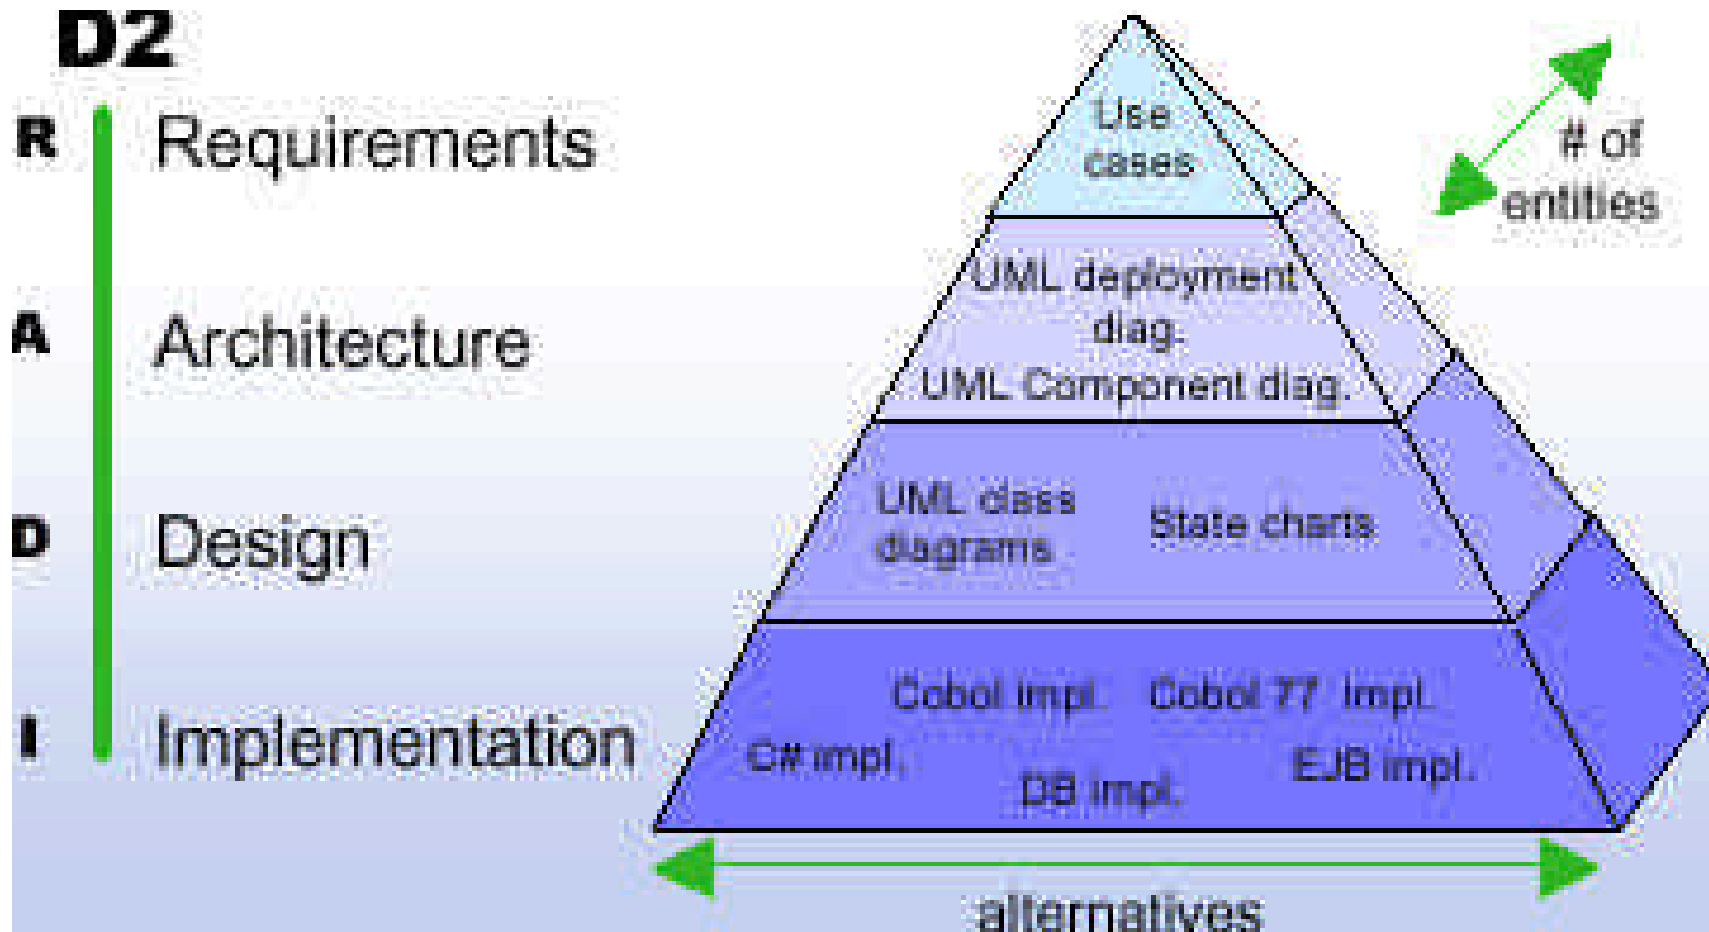 D2
R Requirements
A Architecture
D Design
I Implementation
Use
cases
UML deployment
diag.
UML Component diag.
UML class
diagrams
State charts
Cobol impl. Cobol 77 impl.
C# impl.
DB impl.
EJB impl.
# of
entities
alternatives